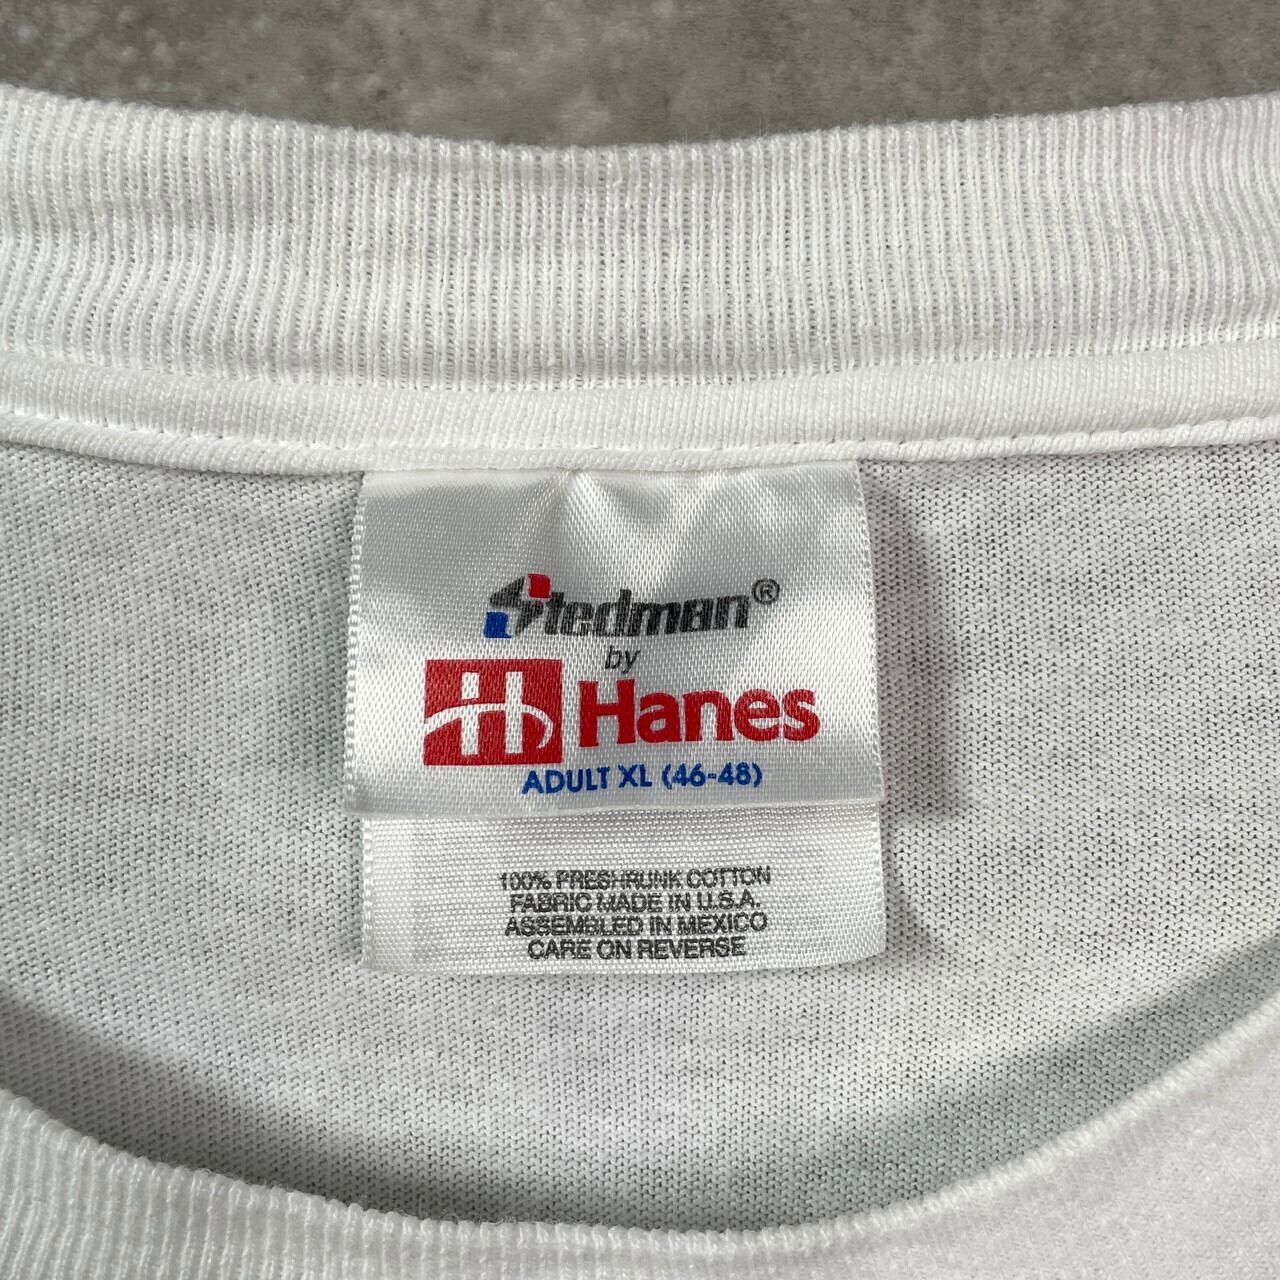 Stedman®
by
H Hanes
ADULT XL (46-48)
100% PRESHRUNK COTTON
FABRIC MADE IN U.S.A.
ASSEMBLED IN MEXICO
CARE ON REVERSE